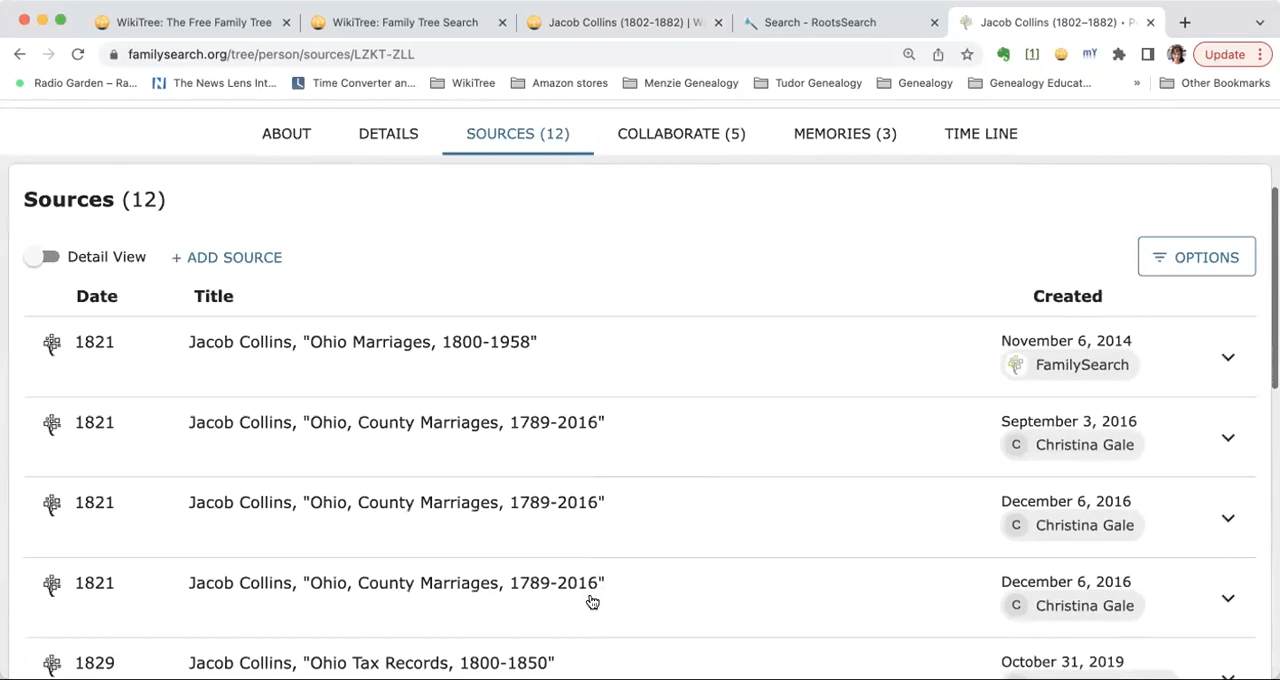 WikiTree: The Free Family Tree
WikiTree: Family Tree Search
Jacob Collins (1802-1882) | W
Search - RootsSearch
Jacob Collins (1802–1882) • P
familysearch.org/tree/person/sources/LZKT-ZLL
[1]
mY
Update
Radio Garden – Ra...
The News Lens Int...
Time Converter an...
WikiTree
Amazon stores
Menzie Genealogy
Tudor Genealogy
Genealogy
Genealogy Educat...
»
Other Bookmarks
ABOUT
DETAILS
SOURCES (12)
COLLABORATE (5)
MEMORIES (3)
TIME LINE
Sources (12)
Detail View
+ ADD SOURCE
OPTIONS
Date Title Created
1821 Jacob Collins, "Ohio Marriages, 1800-1958" November 6, 2014
FamilySearch
1821 Jacob Collins, "Ohio, County Marriages, 1789-2016" September 3, 2016
C Christina Gale
1821 Jacob Collins, "Ohio, County Marriages, 1789-2016" December 6, 2016
C Christina Gale
1821 Jacob Collins, "Ohio, County Marriages, 1789-2016" December 6, 2016
C Christina Gale
1829 Jacob Collins, "Ohio Tax Records, 1800-1850" October 31, 2019